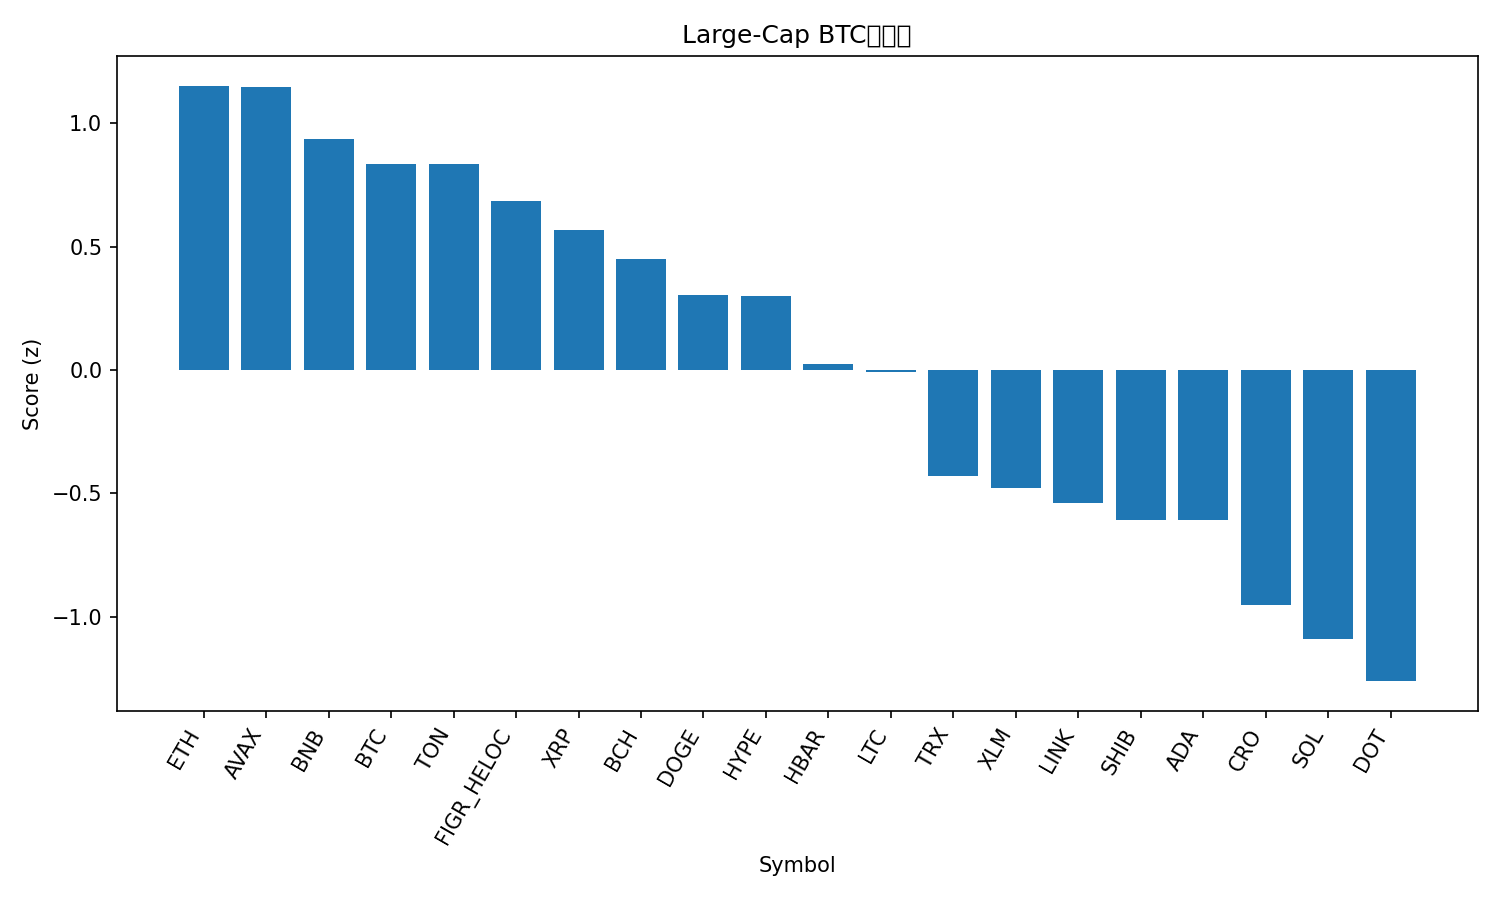 Large-Cap BTC
Score (z)
1.0
0.5
0.0
−0.5
−1.0
ETH
AVAX
BNB
BTC
TON
FIGR_HELOC
XRP
BCH
DOGE
HYPE
HBAR
LTC
TRX
XLM
LINK
SHIB
ADA
CRO
SOL
DOT
Symbol